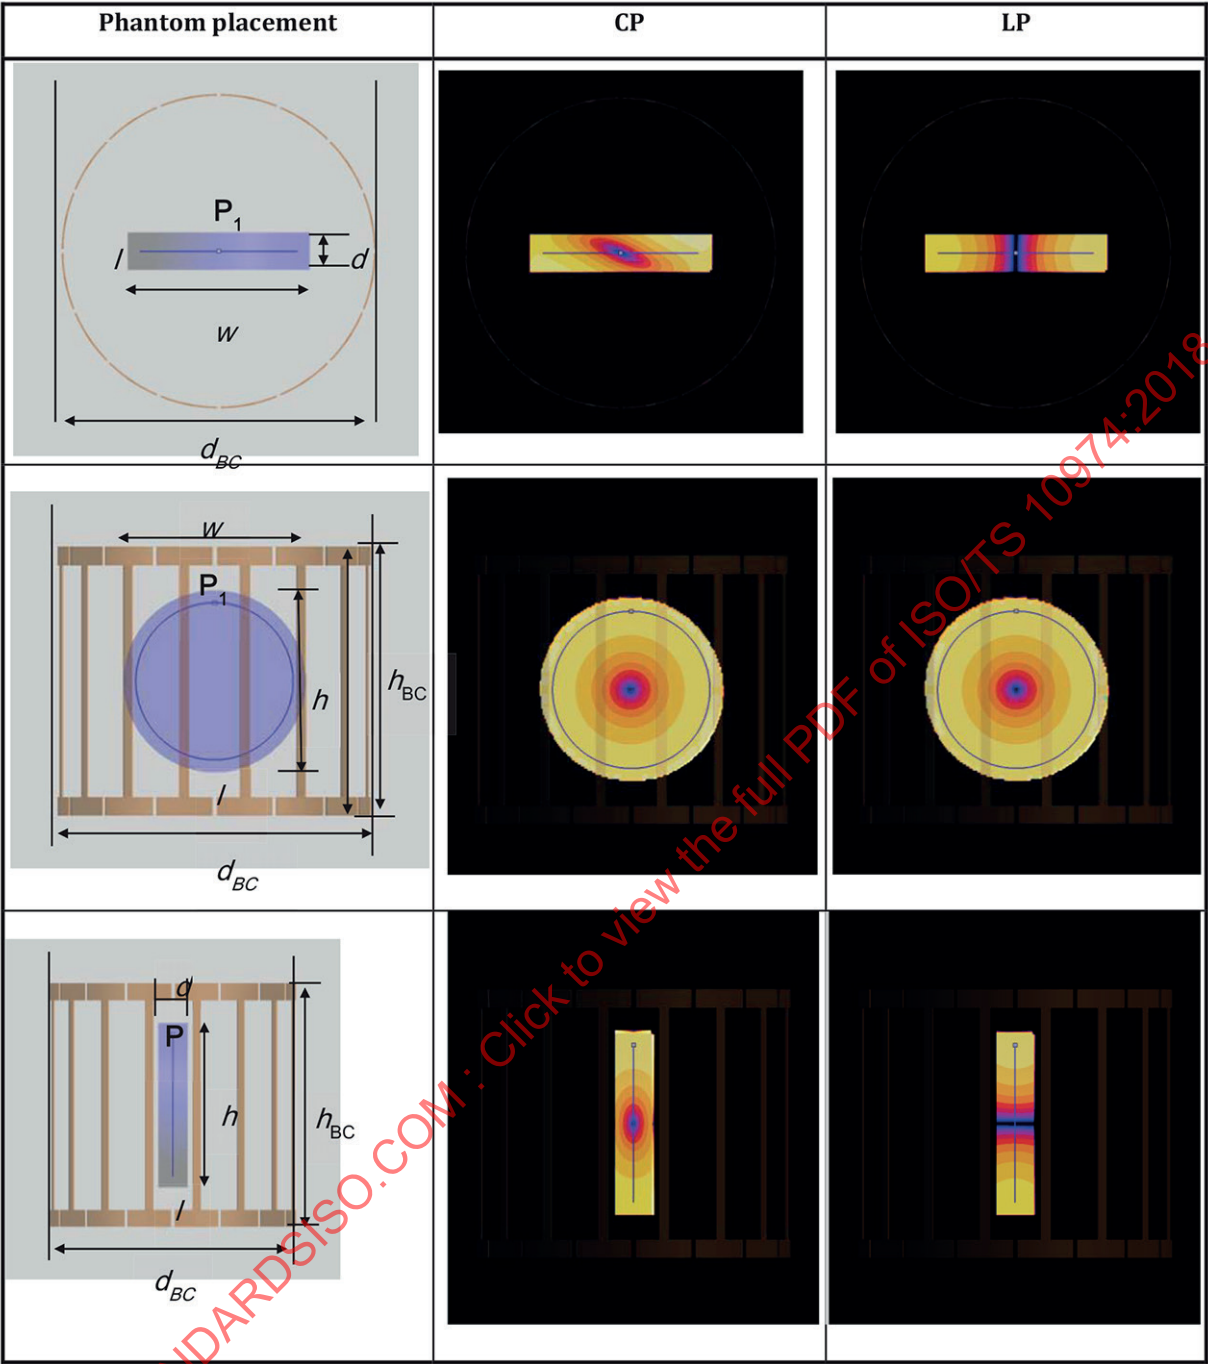 Phantom placement CP LP
P1
l d
w
dBC
w
P1
h hBC
l
dBC
d
P
h hBC
l
dBC
NDARDSISO.COM : Click to view the full PDF of ISO/TS 10974:2018